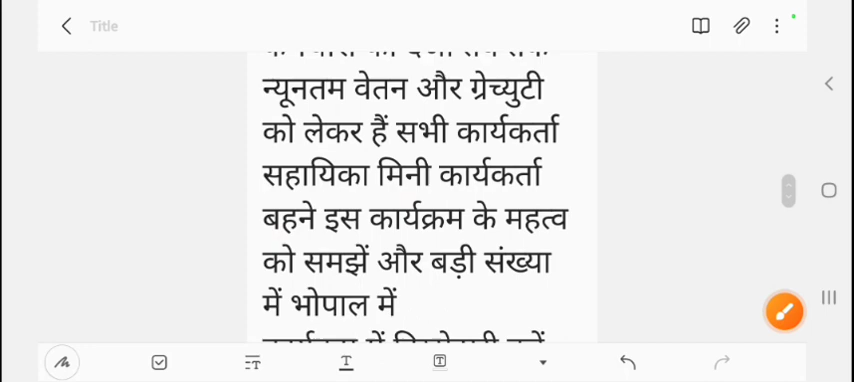 Title
न्यूनतम वेतन और ग्रेच्युटी
को लेकर हैं सभी कार्यकर्ता
सहायिका मिनी कार्यकर्ता
बहने इस कार्यक्रम के महत्व
को समझें और बड़ी संख्या
में भोपाल में